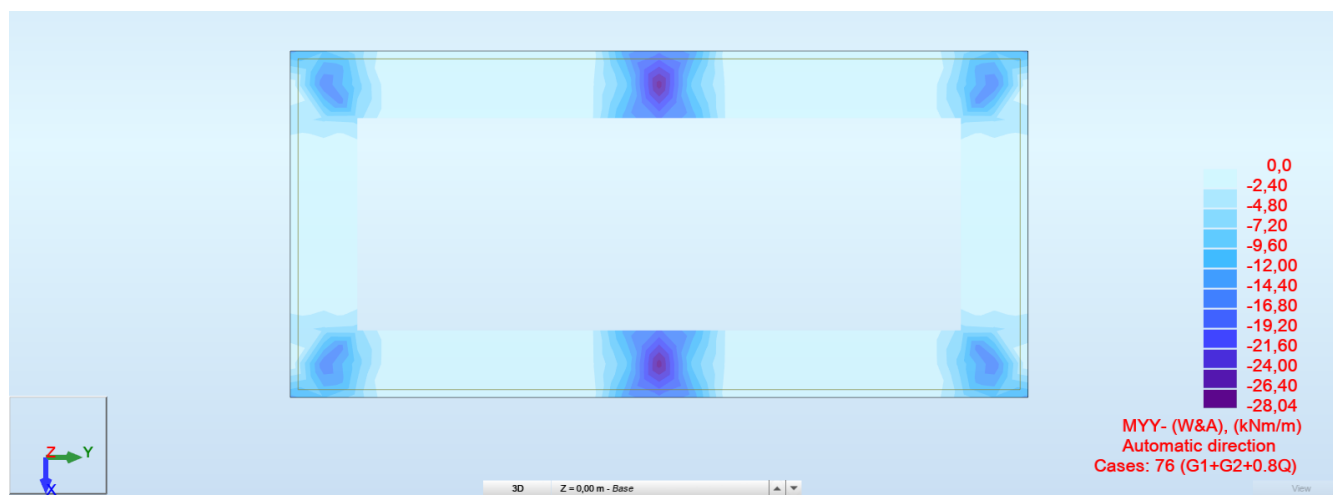 0,0
-2,40
-4,80
-7,20
-9,60
-12,00
-14,40
-16,80
-19,20
-21,60
-24,00
-26,40
-28,04
MYY- (W&A), (kNm/m)
Automatic direction
Cases: 76 (G1+G2+0.8Q)
Z Y
X
3D Z = 0,00 m - Base
View